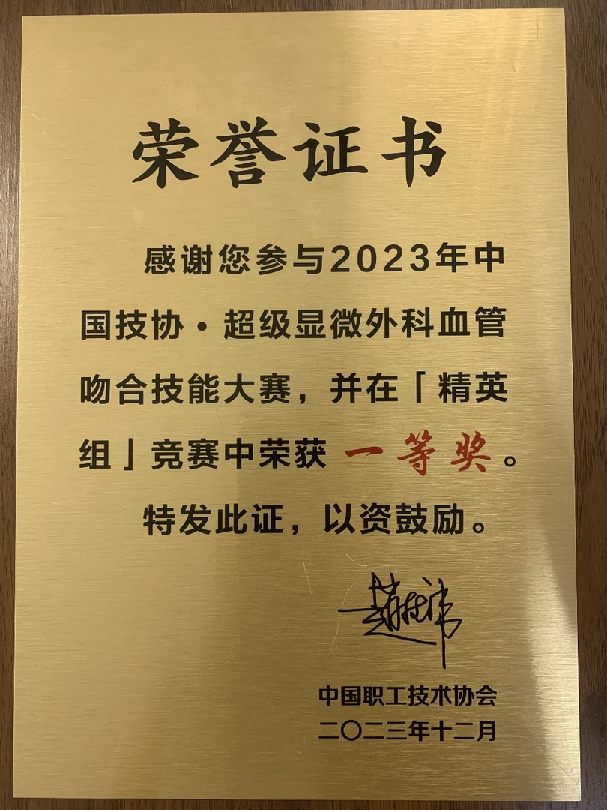 荣誉证书
感谢您参与2023年中
国技协·超级显微外科血管
吻合技能大赛，并在「精英
组」竞赛中荣获 一等奖。
特发此证，以资鼓励。
中国职工技术协会
二〇二三年十二月